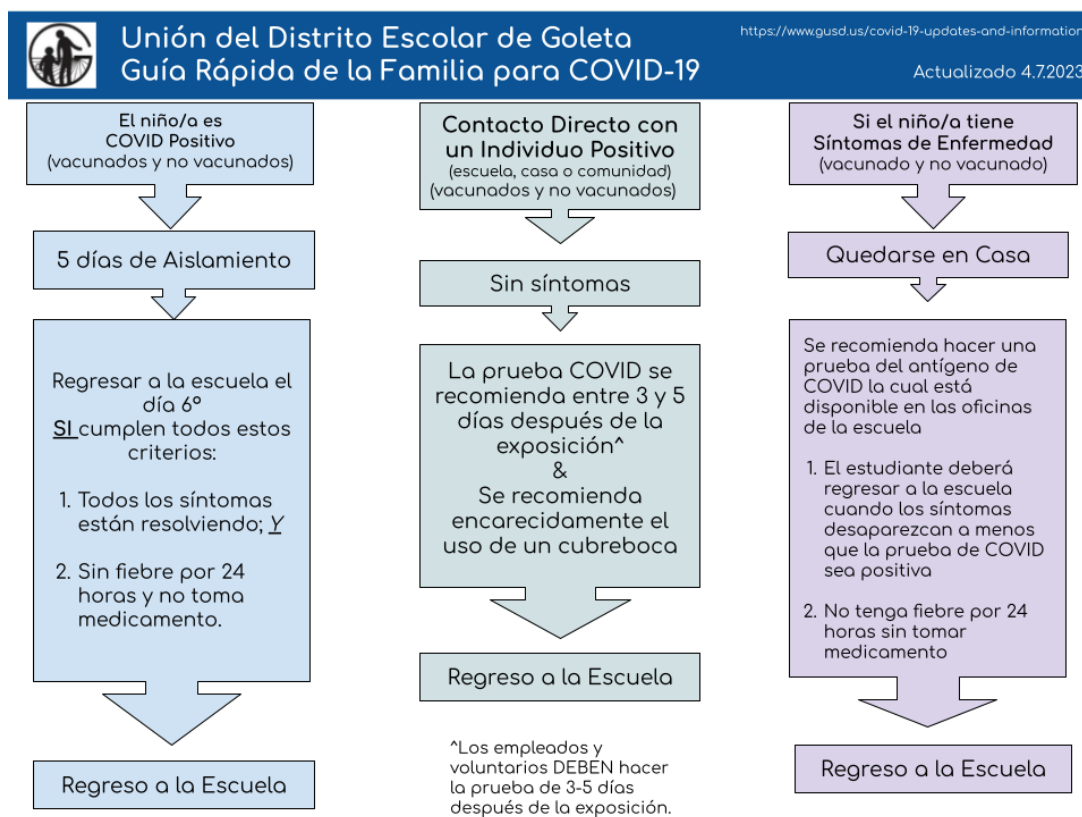 Unión del Distrito Escolar de Goleta
Guía Rápida de la Familia para COVID-19
https://www.gusd.us/covid-19-updates-and-information
Actualizado 4.7.2023
El niño/a es
COVID Positivo
(vacunados y no vacunados)
5 días de Aislamiento
Regresar a la escuela el
día 6º
SI cumplen todos estos
criterios:
1. Todos los síntomas
están resolviendo; Y
2. Sin fiebre por 24
horas y no toma
medicamento.
Regreso a la Escuela
Contacto Directo con
un Individuo Positivo
(escuela, casa o comunidad)
(vacunados y no vacunados)
Sin síntomas
La prueba COVID se
recomienda entre 3 y 5
días después de la
exposición^
&
Se recomienda
encarecidamente el
uso de un cubreboca
Regreso a la Escuela
^Los empleados y
voluntarios DEBEN hacer
la prueba de 3-5 días
después de la exposición.
Si el niño/a tiene
Síntomas de Enfermedad
(vacunado y no vacunado)
Quedarse en Casa
Se recomienda hacer una
prueba del antígeno de
COVID la cual está
disponible en las oficinas
de la escuela
1. El estudiante deberá
regresar a la escuela
cuando los síntomas
desaparezcan a menos
que la prueba de COVID
sea positiva
2. No tenga fiebre por 24
horas sin tomar
medicamento
Regreso a la Escuela